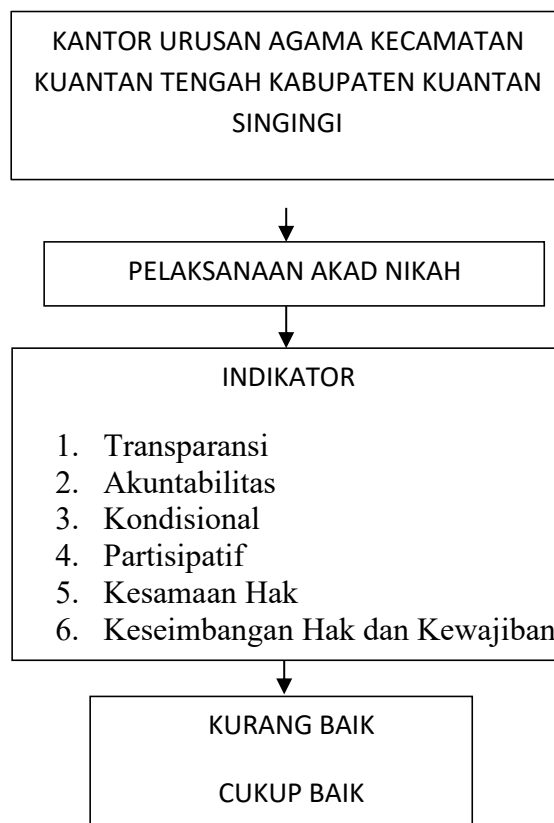 KANTOR URUSAN AGAMA KECAMATAN
KUANTAN TENGAH KABUPATEN KUANTAN
SINGINGI
PELAKSANAAN AKAD NIKAH
INDIKATOR
1. Transparansi
2. Akuntabilitas
3. Kondisional
4. Partisipatif
5. Kesamaan Hak
6. Keseimbangan Hak dan Kewajiban
KURANG BAIK
CUKUP BAIK